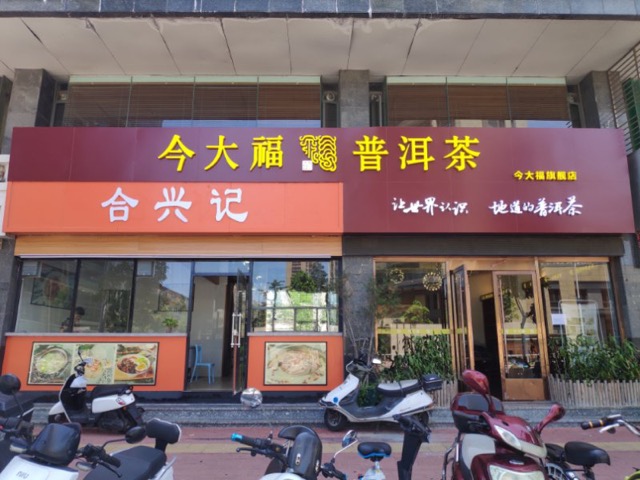 今大福 普洱茶
今大福旗舰店
合兴记
让世界认识 地道的普洱茶